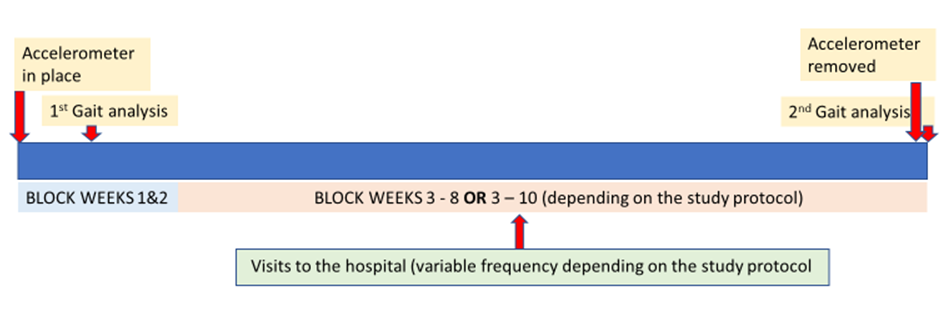 Accelerometer
in place
Accelerometer
removed
1st Gait analysis
2nd Gait analysis
BLOCK WEEKS 1&2
BLOCK WEEKS 3 - 8 OR 3 – 10 (depending on the study protocol)
Visits to the hospital (variable frequency depending on the study protocol